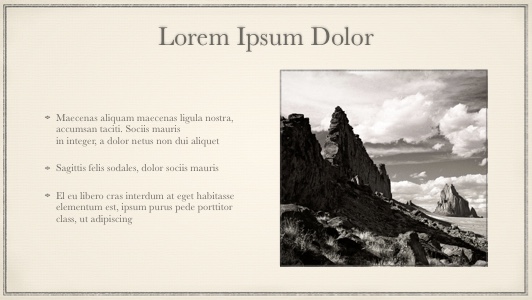 Lorem Ipsum Dolor
Maecenas aliquam maecenas ligula nostra,
accumsan taciti. Sociis mauris
in integer, a dolor netus non dui aliquet
Sagittis felis sodales, dolor sociis mauris
El eu libero cras interdum at eget habitasse
elementum est, ipsum purus pede porttitor
class, ut adipiscing